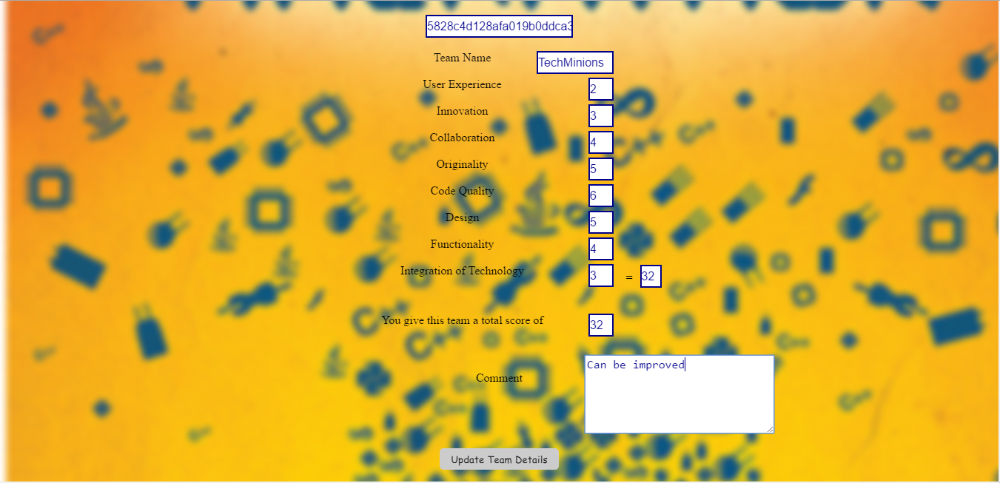 5828c4d128afa019b0ddca3
Team Name TechMinions
User Experience 2
Innovation 3
Collaboration 4
Originality 5
Code Quality 6
Design 5
Functionality 4
Integration of Technology 3 = 32
You give this team a total score of 32
Comment Can be improved
Update Team Details